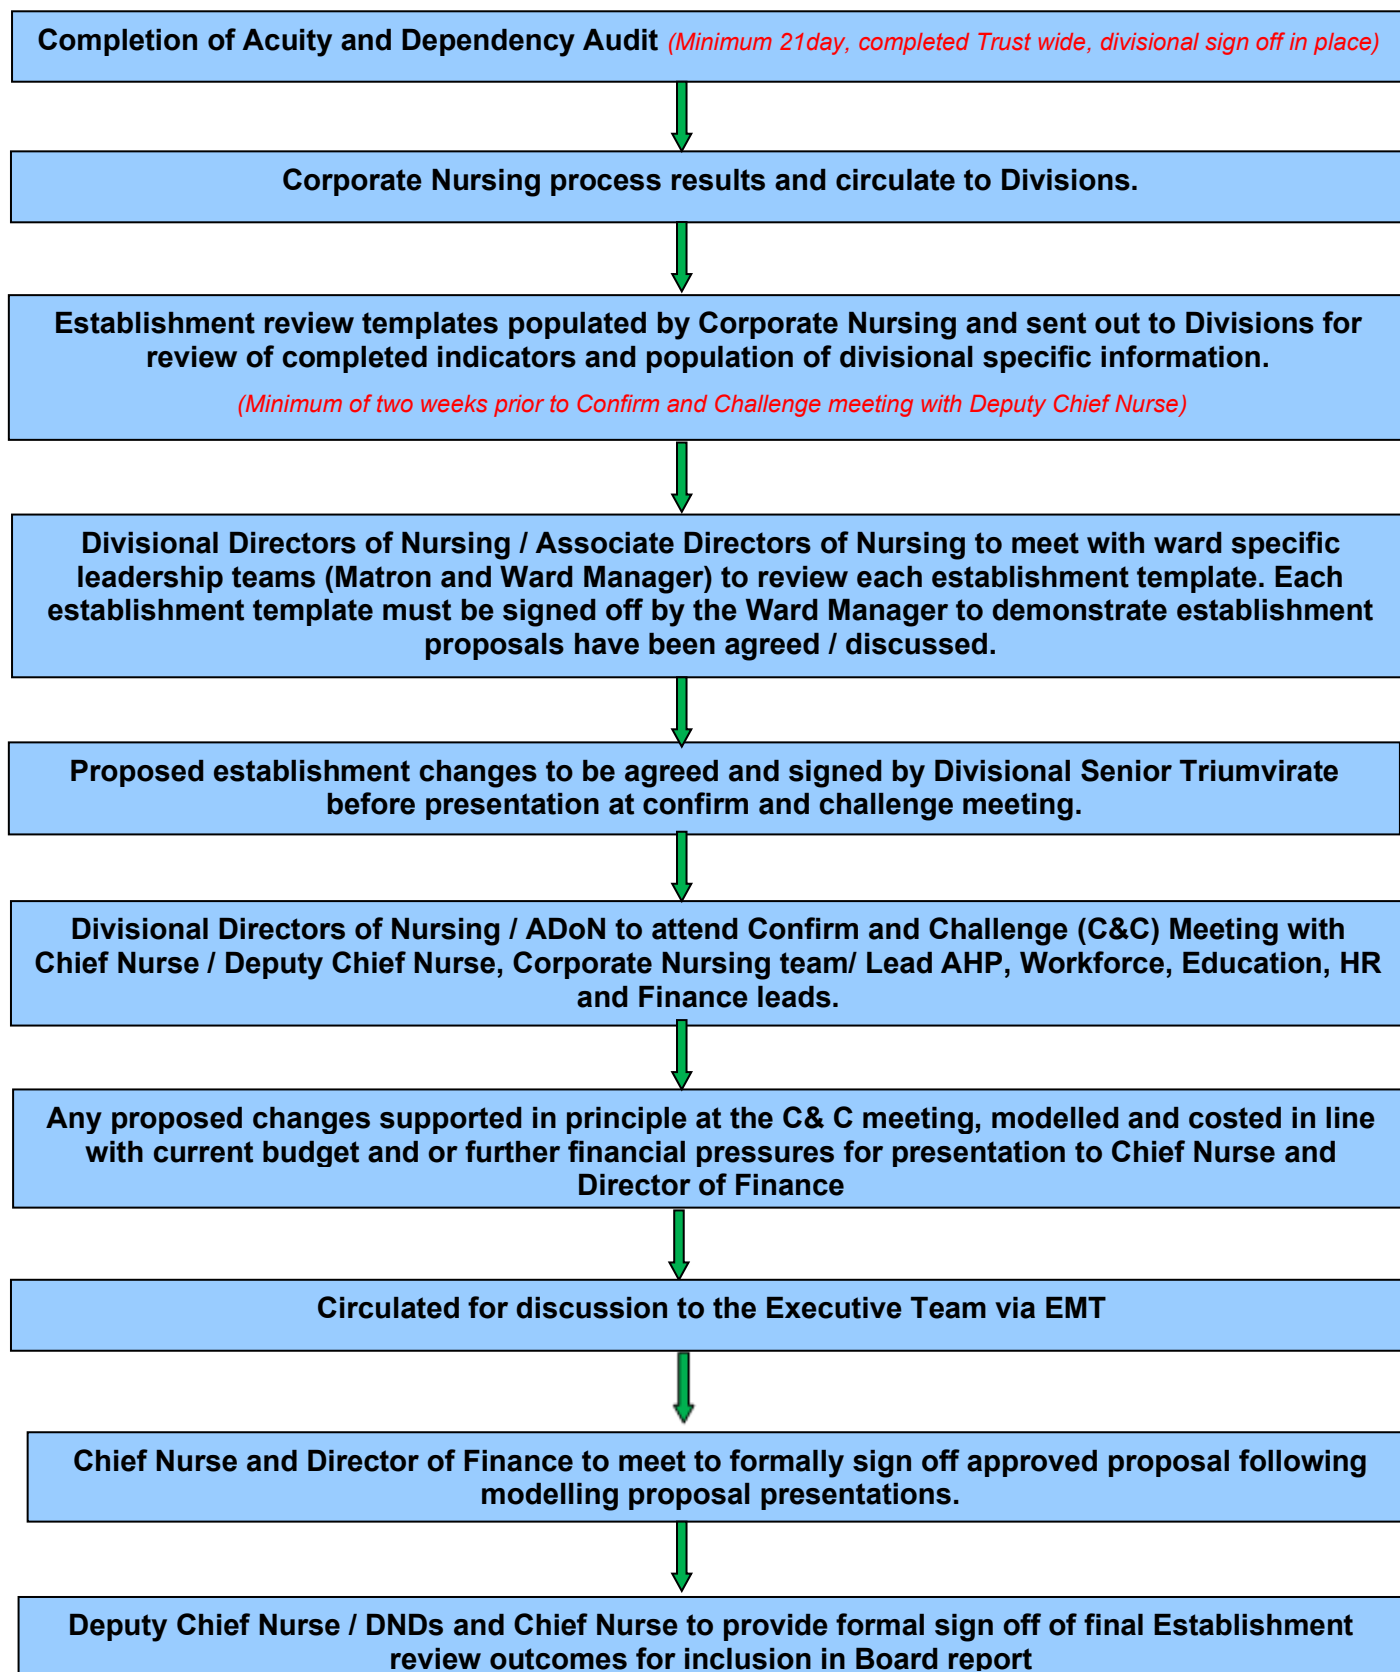 Completion of Acuity and Dependency Audit (Minimum 21day, completed Trust wide, divisional sign off in place)
Corporate Nursing process results and circulate to Divisions.
Establishment review templates populated by Corporate Nursing and sent out to Divisions for
review of completed indicators and population of divisional specific information.
(Minimum of two weeks prior to Confirm and Challenge meeting with Deputy Chief Nurse)
Divisional Directors of Nursing / Associate Directors of Nursing to meet with ward specific
leadership teams (Matron and Ward Manager) to review each establishment template. Each
establishment template must be signed off by the Ward Manager to demonstrate establishment
proposals have been agreed / discussed.
Proposed establishment changes to be agreed and signed by Divisional Senior Triumvirate
before presentation at confirm and challenge meeting.
Divisional Directors of Nursing / ADoN to attend Confirm and Challenge (C&C) Meeting with
Chief Nurse / Deputy Chief Nurse, Corporate Nursing team/ Lead AHP, Workforce, Education, HR
and Finance leads.
Any proposed changes supported in principle at the C& C meeting, modelled and costed in line
with current budget and or further financial pressures for presentation to Chief Nurse and
Director of Finance
Circulated for discussion to the Executive Team via EMT
Chief Nurse and Director of Finance to meet to formally sign off approved proposal following
modelling proposal presentations.
Deputy Chief Nurse / DNDs and Chief Nurse to provide formal sign off of final Establishment
review outcomes for inclusion in Board report